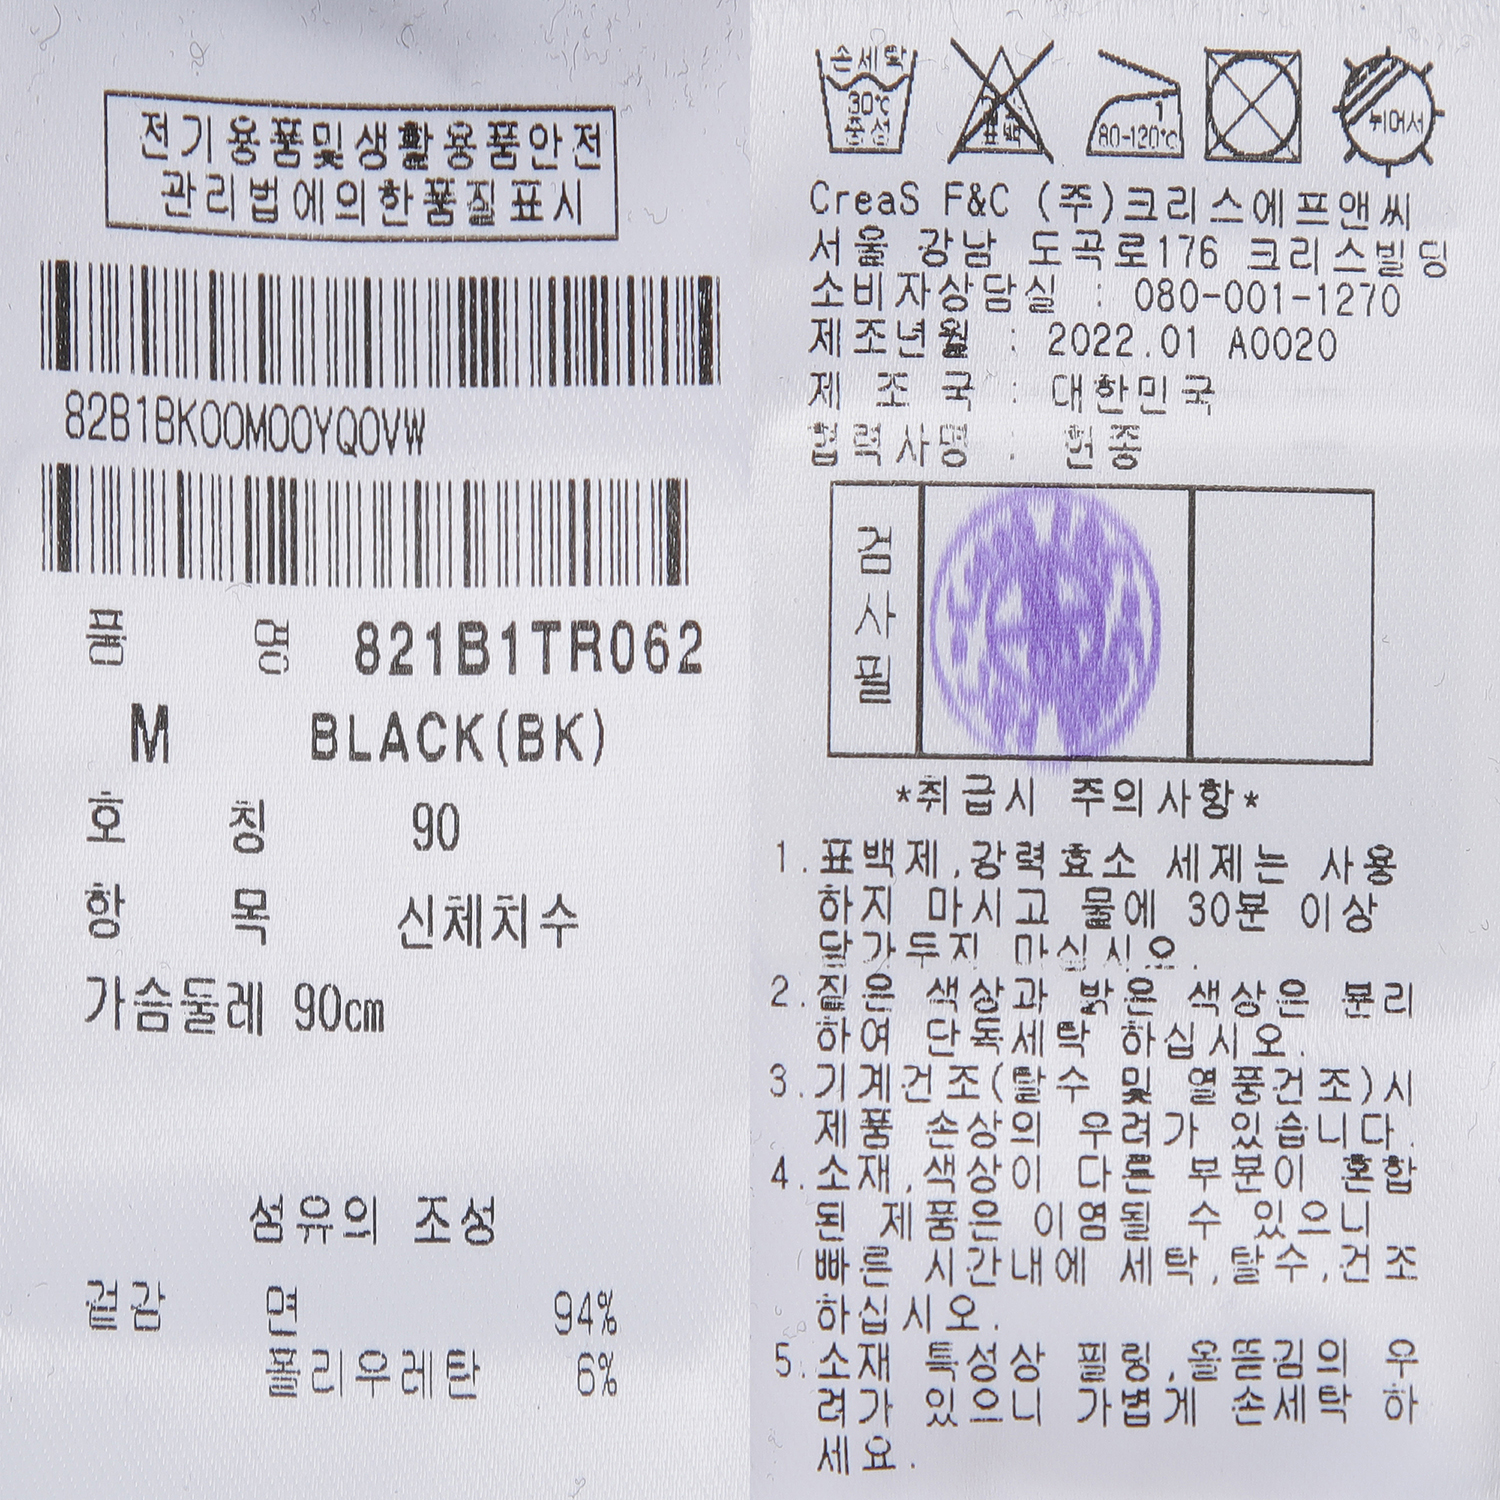 전기용품및생활용품안전
관리법에의한품질표시
82B1BK00M00YQ0VW
품 명 821B1TR062
M BLACK(BK)
호 칭 90
항 목 신체치수
가슴둘레 90cm
섬유의 조성
겉감 면 94%
폴리우레탄 6%
손세탁
30℃
중성
표백
1
80-120℃
뉘어서
CreaS F&C (주)크리스에프앤씨
서울 강남 도곡로176 크리스빌딩
소비자상담실 : 080-001-1270
제조년월 : 2022.01 A0020
제 조 국 : 대한민국
협력사명 : 현종
검
사
필
*취급시 주의사항*
1.표백제,강력효소 세제는 사용
하지 마시고 물에 30분 이상
담가두지 마십시오.
2.짙은 색상과 밝은 색상은 분리
하여 단독세탁 하십시오.
3.기계건조(탈수 및 열풍건조)시
제품 손상의 우려가 있습니다.
4.소재,색상이 다른 부분이 혼합
된 제품은 이염될 수 있으니
빠른 시간내에 세탁,탈수,건조
하십시오.
5.소재 특성상 필링,올뜯김의 우
려가 있으니 가볍게 손세탁 하
세요.